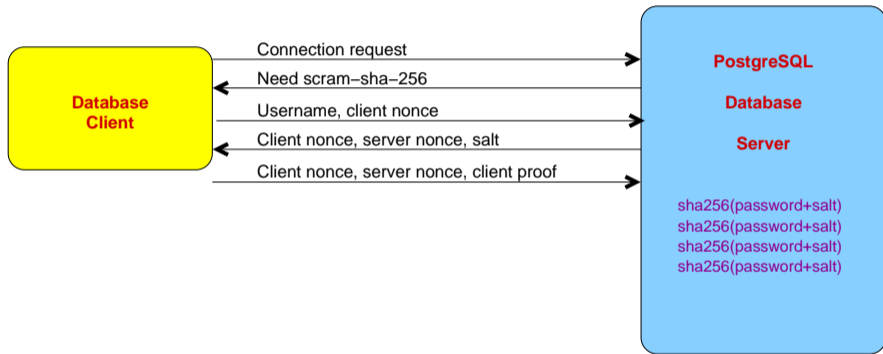 Connection request
Need scram−sha−256
Username, client nonce
Client nonce, server nonce, salt
Client nonce, server nonce, client proof
Database
Client
PostgreSQL
Database
Server
sha256(password+salt)
sha256(password+salt)
sha256(password+salt)
sha256(password+salt)